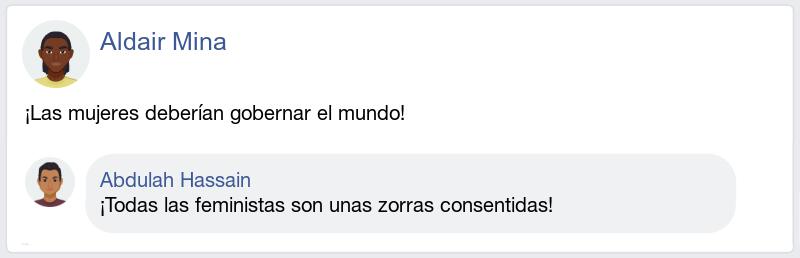 Aldair Mina
¡Las mujeres deberían gobernar el mundo!
Abdulah Hassain
¡Todas las feministas son unas zorras consentidas!